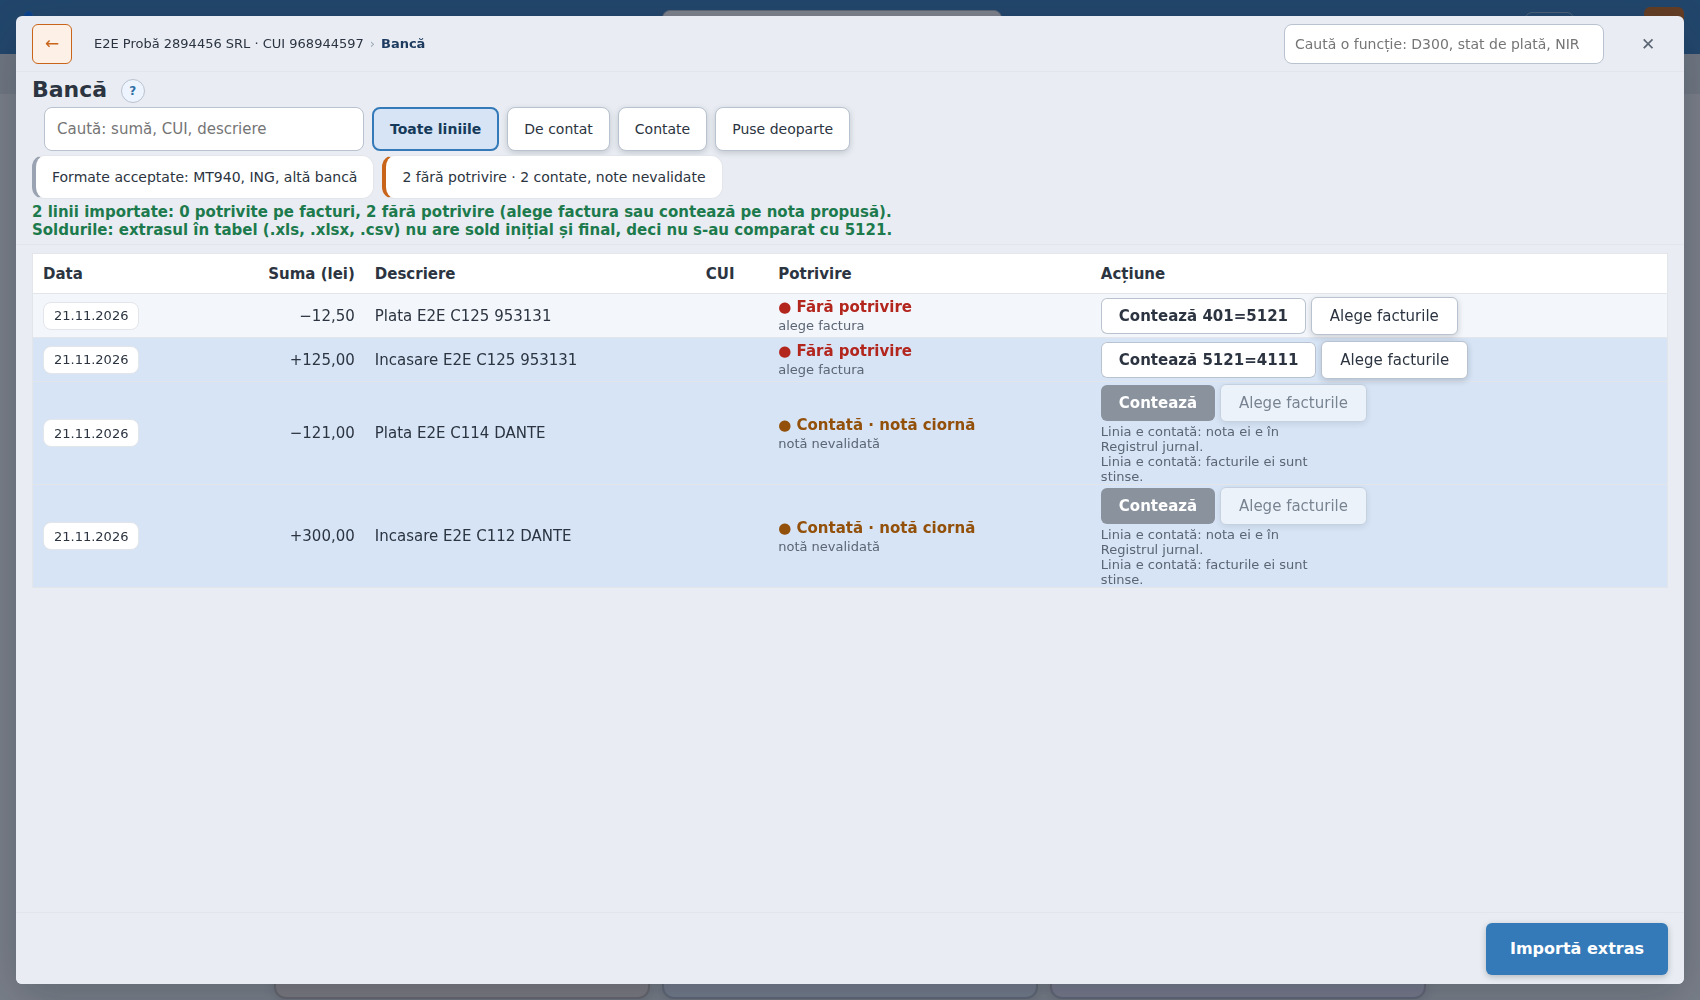 ←
E2E Probă 2894456 SRL · CUI 968944597 › Bancă
Caută o funcție: D300, stat de plată, NIR
✕
Bancă
?
Caută: sumă, CUI, descriere
Toate liniile
De contat
Contate
Puse deoparte
Formate acceptate: MT940, ING, altă bancă
2 fără potrivire · 2 contate, note nevalidate
2 linii importate: 0 potrivite pe facturi, 2 fără potrivire (alege factura sau contează pe nota propusă).
Soldurile: extrasul în tabel (.xls, .xlsx, .csv) nu are sold inițial și final, deci nu s-au comparat cu 5121.
Data Suma (lei) Descriere CUI Potrivire Acțiune
21.11.2026 −12,50 Plata E2E C125 953131 ● Fără potrivire
alege factura
Contează 401=5121 Alege facturile
21.11.2026 +125,00 Incasare E2E C125 953131 ● Fără potrivire
alege factura
Contează 5121=4111 Alege facturile
21.11.2026 −121,00 Plata E2E C114 DANTE ● Contată · notă ciornă
notă nevalidată
Contează Alege facturile
Linia e contată: nota ei e în
Registrul jurnal.
Linia e contată: facturile ei sunt
stinse.
21.11.2026 +300,00 Incasare E2E C112 DANTE ● Contată · notă ciornă
notă nevalidată
Contează Alege facturile
Linia e contată: nota ei e în
Registrul jurnal.
Linia e contată: facturile ei sunt
stinse.
Importă extras